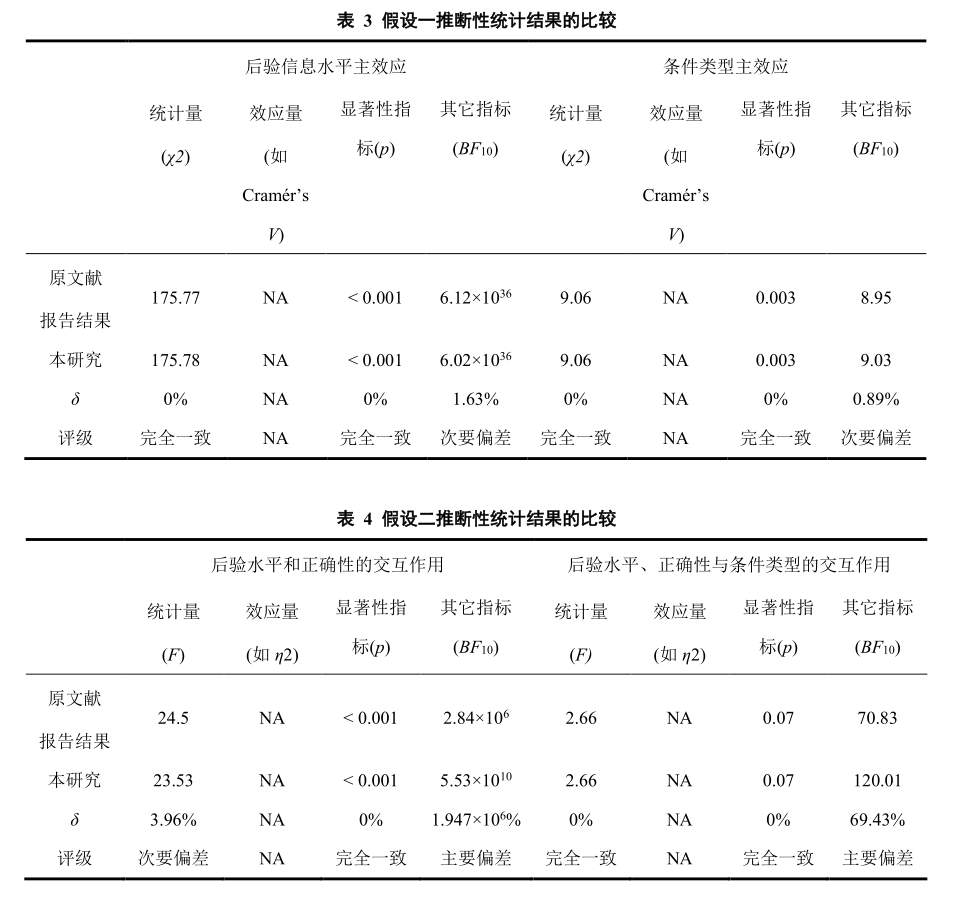 表 3 假设一推断性统计结果的比较
后验信息水平主效应 条件类型主效应
统计量 效应量 显著性指 其它指标 统计量 效应量 显著性指 其它指标
(χ2) (如 标(p) (BF10) (χ2) (如 标(p) (BF10)
Cramér’s Cramér’s
V) V)
原文献
报告结果 175.77 NA < 0.001 6.12×10³⁶ 9.06 NA 0.003 8.95
本研究 175.78 NA < 0.001 6.02×10³⁶ 9.06 NA 0.003 9.03
δ 0% NA 0% 1.63% 0% NA 0% 0.89%
评级 完全一致 NA 完全一致 次要偏差 完全一致 NA 完全一致 次要偏差
表 4 假设二推断性统计结果的比较
后验水平和正确性的交互作用 后验水平、正确性与条件类型的交互作用
统计量 效应量 显著性指 其它指标 统计量 效应量 显著性指 其它指标
(F) (如 η2) 标(p) (BF10) (F) (如 η2) 标(p) (BF10)
原文献
报告结果 24.5 NA < 0.001 2.84×10⁶ 2.66 NA 0.07 70.83
本研究 23.53 NA < 0.001 5.53×10¹⁰ 2.66 NA 0.07 120.01
δ 3.96% NA 0% 1.947×10⁶% 0% NA 0% 69.43%
评级 次要偏差 NA 完全一致 主要偏差 完全一致 NA 完全一致 主要偏差